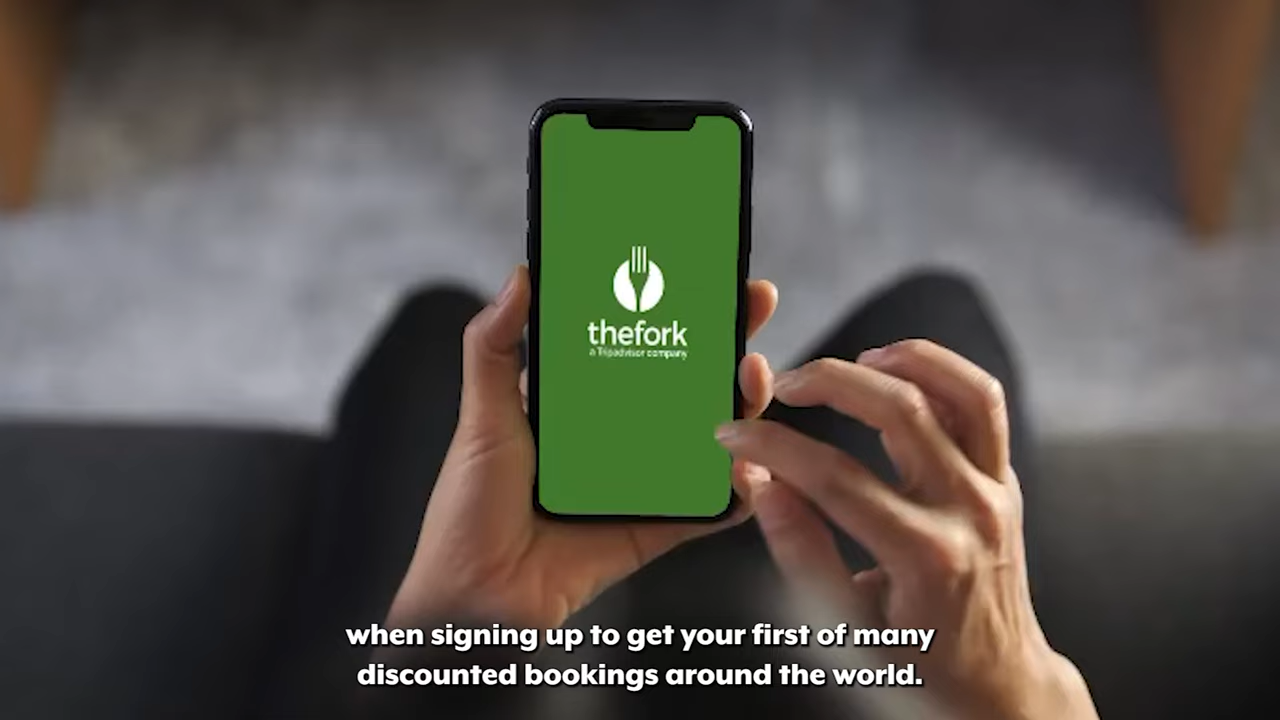 thefork
a Tripadvisor company
when signing up to get your first of many
discounted bookings around the world.